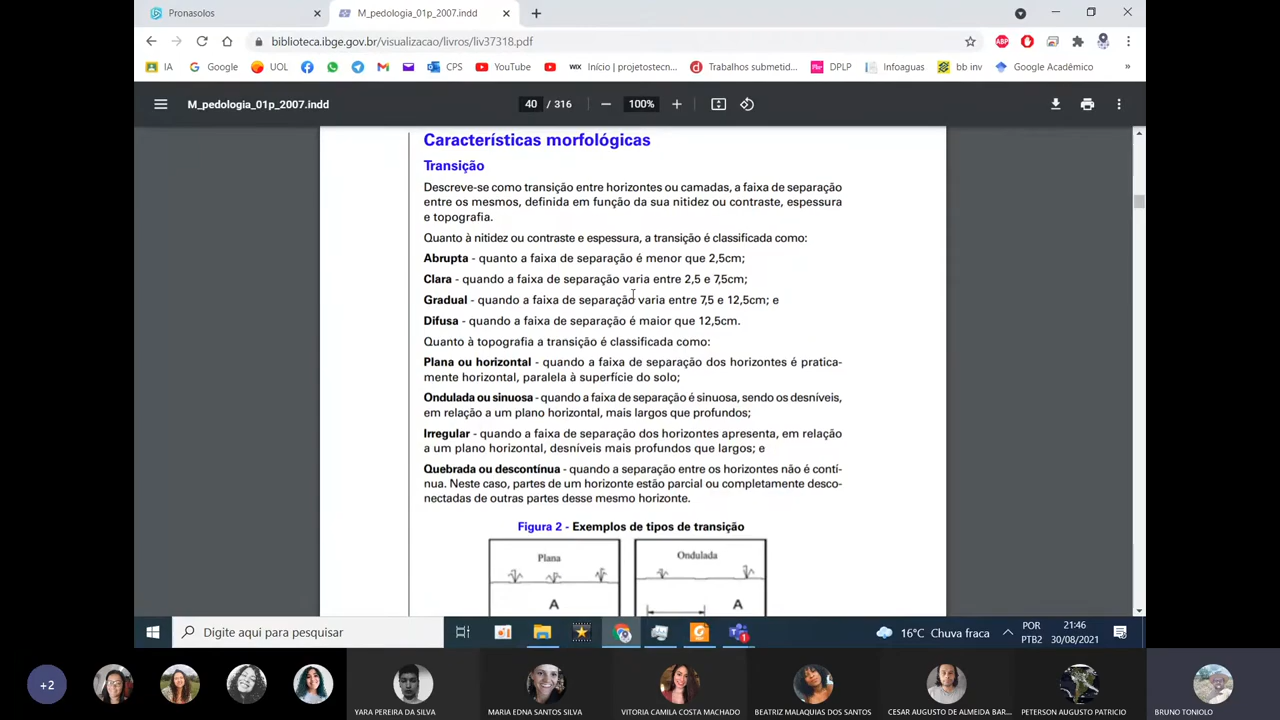 Pronasolos
M_pedologia_01p_2007.indd
biblioteca.ibge.gov.br/visualizacao/livros/liv37318.pdf
ABP
IA Google UOL CPS YouTube WIX Início | projetostecn... Trabalhos submetid... DPLP Infoaguas bb inv Google Acadêmico »
M_pedologia_01p_2007.indd 40 / 316 100%
Características morfológicas
Transição
Descreve-se como transição entre horizontes ou camadas, a faixa de separação
entre os mesmos, definida em função da sua nitidez ou contraste, espessura
e topografia.
Quanto à nitidez ou contraste e espessura, a transição é classificada como:
Abrupta - quanto a faixa de separação é menor que 2,5cm;
Clara - quando a faixa de separação varia entre 2,5 e 7,5cm;
Gradual - quando a faixa de separação varia entre 7,5 e 12,5cm; e
Difusa - quando a faixa de separação é maior que 12,5cm.
Quanto à topografia a transição é classificada como:
Plana ou horizontal - quando a faixa de separação dos horizontes é pratica-
mente horizontal, paralela à superfície do solo;
Ondulada ou sinuosa - quando a faixa de separação é sinuosa, sendo os desníveis,
em relação a um plano horizontal, mais largos que profundos;
Irregular - quando a faixa de separação dos horizontes apresenta, em relação
a um plano horizontal, desníveis mais profundos que largos; e
Quebrada ou descontínua - quando a separação entre os horizontes não é contí-
nua. Neste caso, partes de um horizonte estão parcial ou completamente desco-
nectadas de outras partes desse mesmo horizonte.
Figura 2 - Exemplos de tipos de transição
Plana Ondulada
A A
Digite aqui para pesquisar
1
16°C Chuva fraca
POR
PTB2
21:46
30/08/2021
+2
YARA PEREIRA DA SILVA
MARIA EDNA SANTOS SILVA
VITORIA CAMILA COSTA MACHADO
BEATRIZ MALAQUIAS DOS SANTOS
CESAR AUGUSTO DE ALMEIDA BAR...
PETERSON AUGUSTO PATRICIO
BRUNO TONIOLO